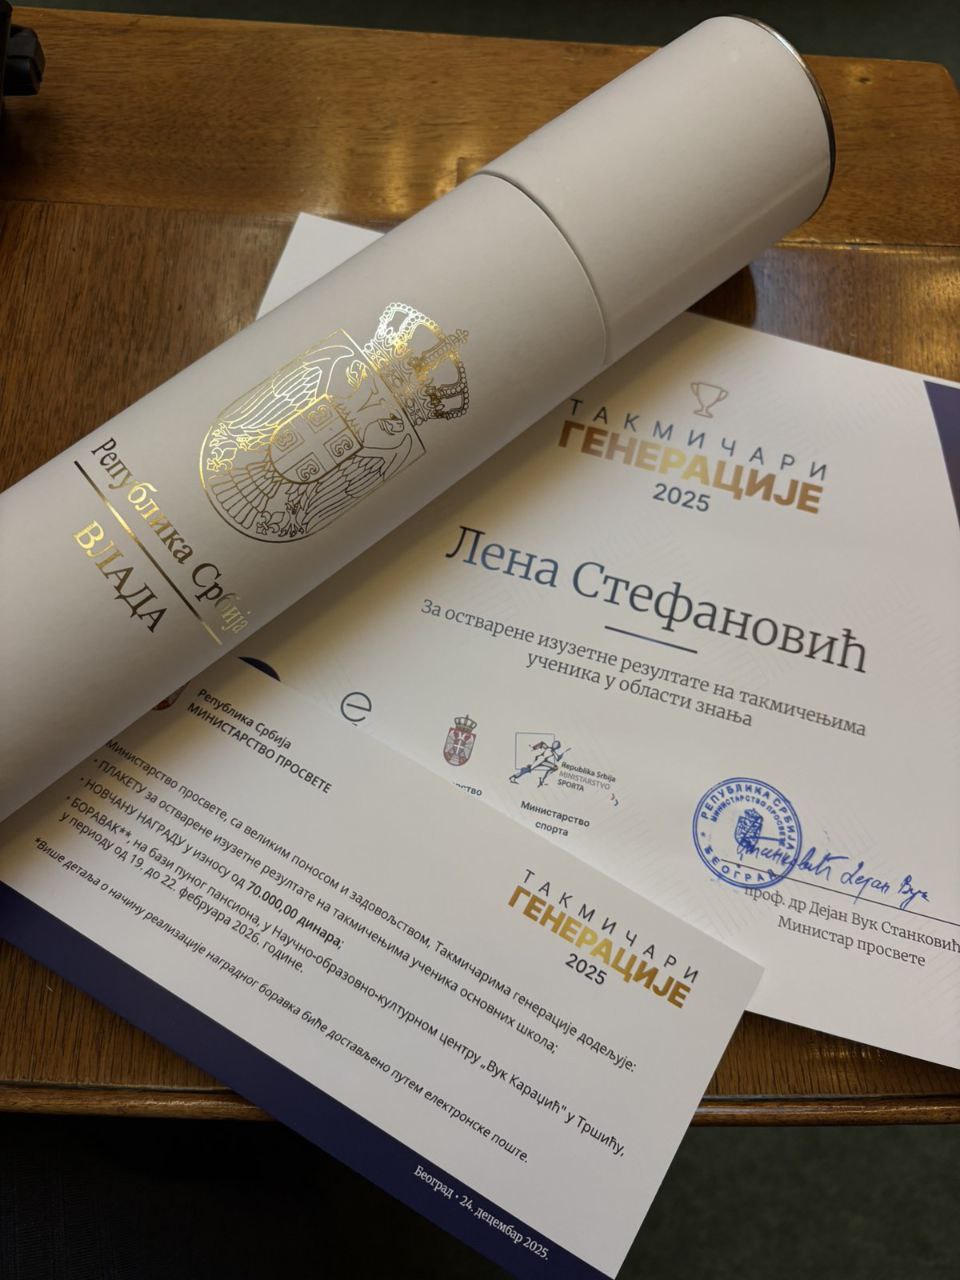 Република Србија
ВЛАДА
ТАКМИЧАРИ
ГЕНЕРАЦИЈЕ
2025
Лена Стефановић
За остварене изузетне резултате на такмичењима
ученика у области знања
Republika Srbija
MINISTARSTVO
SPORTA
Министарство
спорта
РЕПУБЛИКА СРБИЈА
МИНИСТАРСТВО ПРОСВЕТЕ
БЕОГРАД
проф. др Дејан Вук Станковић
Министар просвете
Република Србија
МИНИСТАРСТВО ПРОСВЕТЕ
ТАКМИЧАРИ
ГЕНЕРАЦИЈЕ
2025
Министарство просвете, са великим поносом и задовољством, Такмичарима генерације додељује:
• ПЛАКЕТУ за остварене изузетне резултате на такмичењима ученика основних школа;
• НОВЧАНУ НАГРАДУ у износу од 70.000,00 динара;
• БОРАВАК**, на бази пуног пансиона, у Научно-образовно-културном центру „Вук Караџић" у Тршићу,
у периоду од 19. до 22. фебруара 2026. године.
*Више детаља о начину реализације наградног боравка биће достављено путем електронске поште.
Београд • 24. децембар 2025.